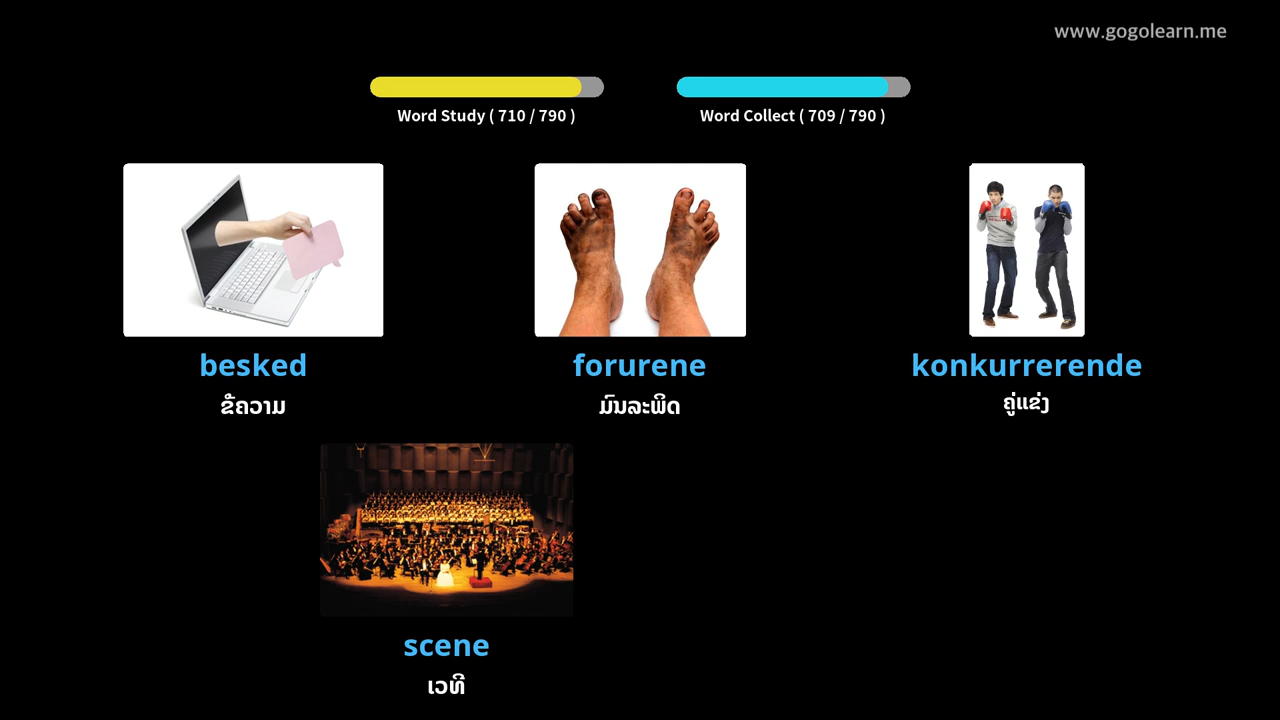 www.gogolearn.me
Word Study ( 710 / 790 )
Word Collect ( 709 / 790 )
besked
ຂໍ້ຄວາມ
forurene
ມົນລະພິດ
konkurrerende
ຄູ່ແຂ່ງ
scene
ເວທີ